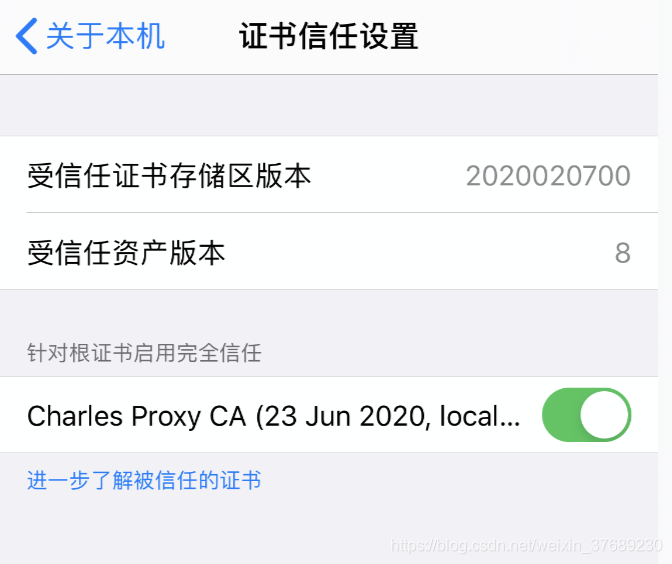 关于本机 证书信任设置
受信任证书存储区版本 2020020700
受信任资产版本 8
针对根证书启用完全信任
Charles Proxy CA (23 Jun 2020, local...
进一步了解被信任的证书
https://blog.csdn.net/weixin_37689230